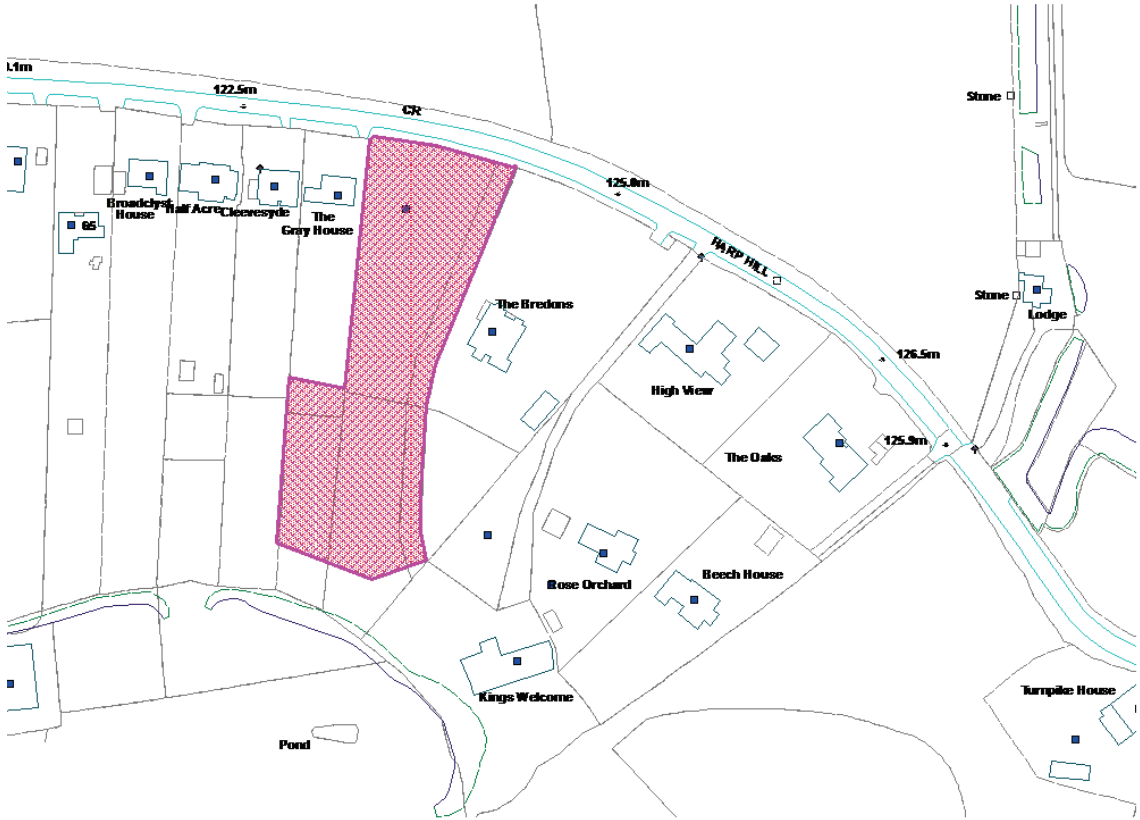 .1m
122.5m
CR
Stone
125.0m
Broadclyst
House
Half Acre
Cleevesyde
The
Gray House
65
HARP HILL
The Bredons
Stone
Lodge
126.5m
High View
125.9m
The Oaks
Rose Orchard
Beech House
Kings Welcome
Turnpike House
Pond